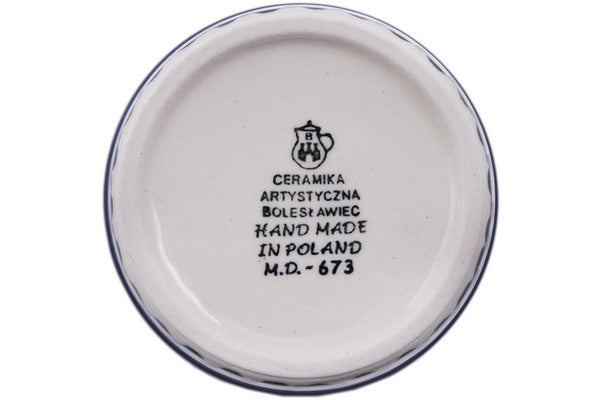 B
CERAMIKA
ARTYSTYCZNA
BOLESŁAWIEC
HAND MADE
IN POLAND
M.D. - 673